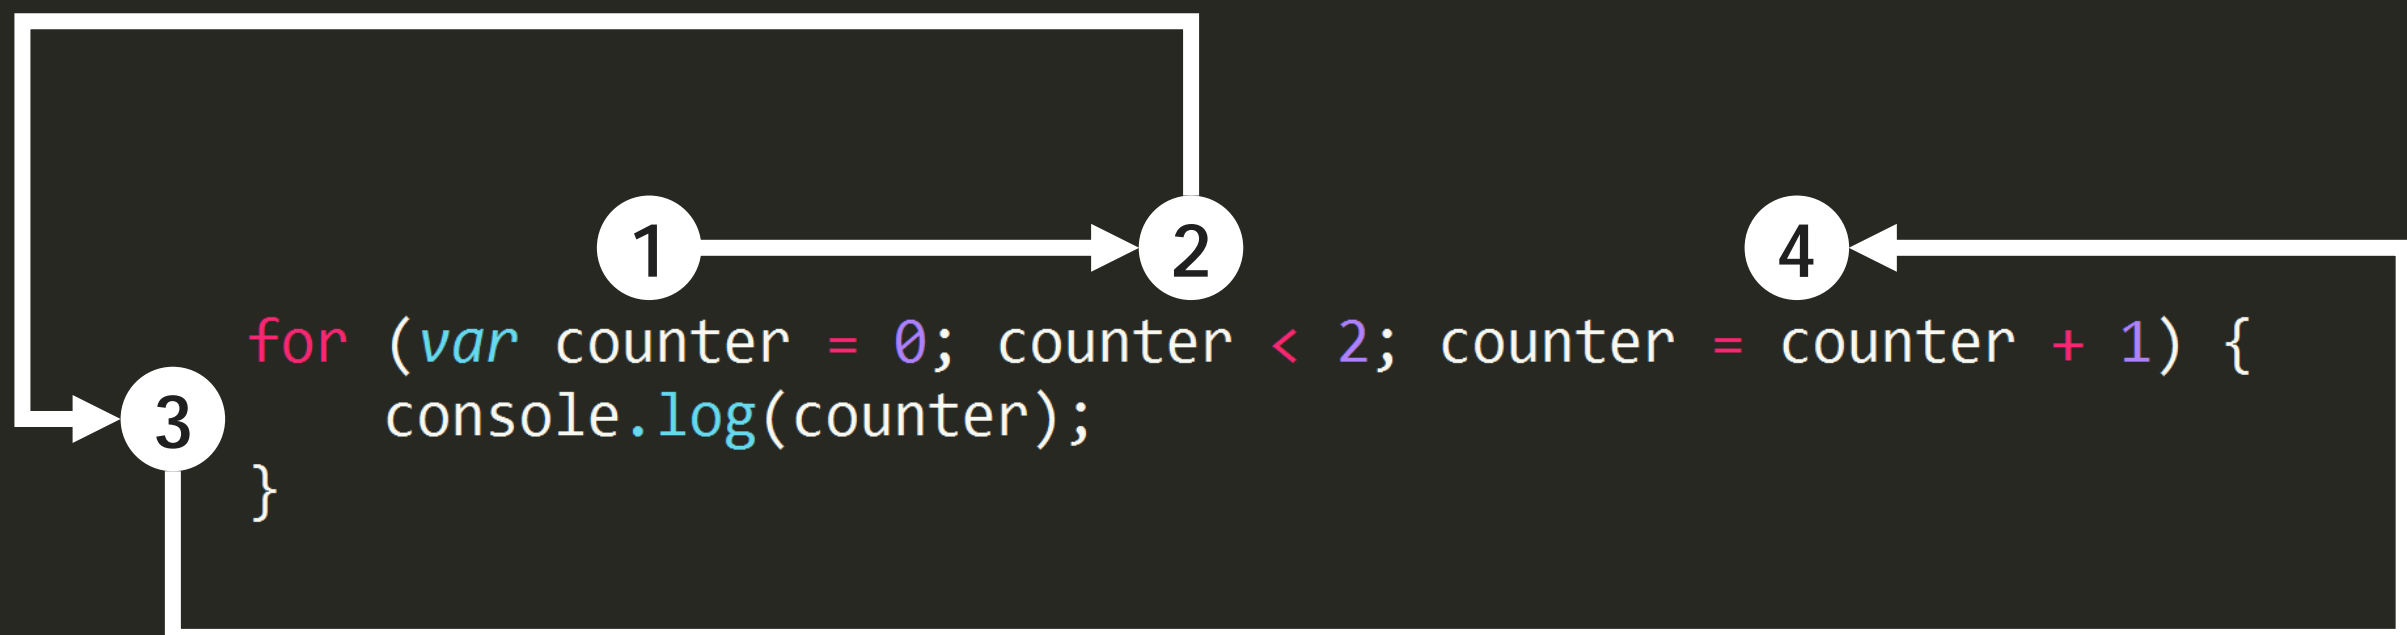 1 2 4
for (var counter = 0; counter < 2; counter = counter + 1) {
3
    console.log(counter);
}